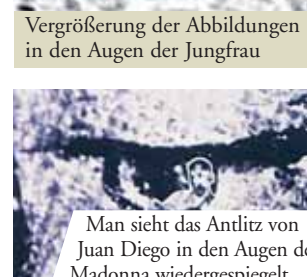 Vergrößerung der Abbildungen
in den Augen der Jungfrau
Man sieht das Antlitz von
Juan Diego in den Augen de
Madonna wiedergespiegelt